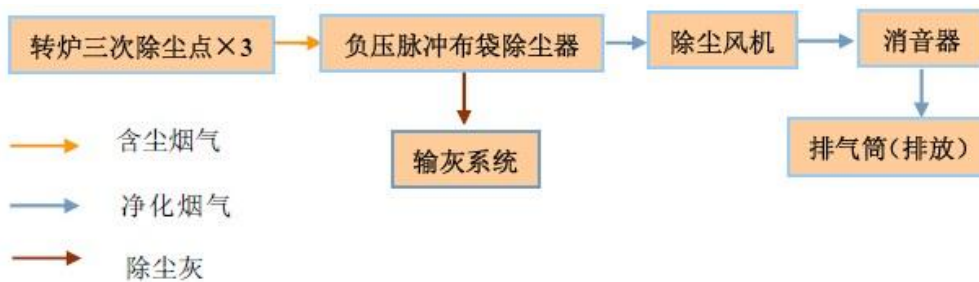 转炉三次除尘点×3
负压脉冲布袋除尘器
除尘风机
消音器
含尘烟气
输灰系统
排气筒(排放)
净化烟气
除尘灰